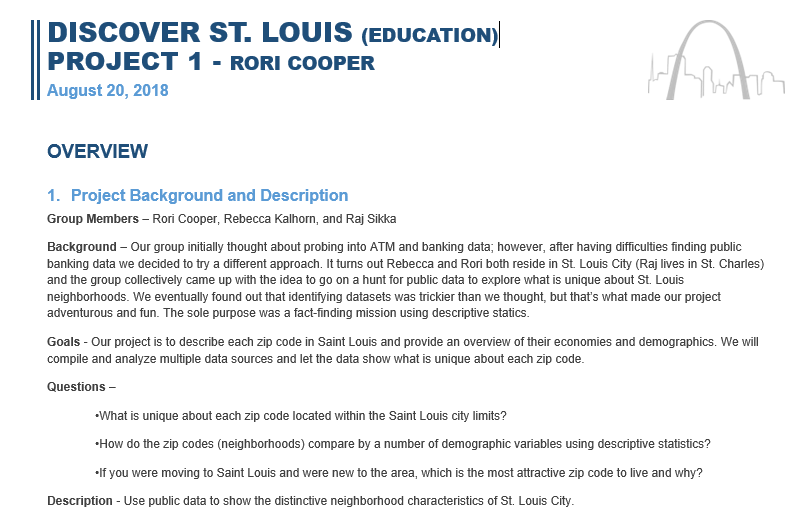 DISCOVER ST. LOUIS (EDUCATION)
PROJECT 1 - RORI COOPER
August 20, 2018
OVERVIEW
1. Project Background and Description
Group Members – Rori Cooper, Rebecca Kalhorn, and Raj Sikka
Background – Our group initially thought about probing into ATM and banking data; however, after having difficulties finding public
banking data we decided to try a different approach. It turns out Rebecca and Rori both reside in St. Louis City (Raj lives in St. Charles)
and the group collectively came up with the idea to go on a hunt for public data to explore what is unique about St. Louis
neighborhoods. We eventually found out that identifying datasets was trickier than we thought, but that's what made our project
adventurous and fun. The sole purpose was a fact-finding mission using descriptive statics.
Goals - Our project is to describe each zip code in Saint Louis and provide an overview of their economies and demographics. We will
compile and analyze multiple data sources and let the data show what is unique about each zip code.
Questions –
•What is unique about each zip code located within the Saint Louis city limits?
•How do the zip codes (neighborhoods) compare by a number of demographic variables using descriptive statistics?
•If you were moving to Saint Louis and were new to the area, which is the most attractive zip code to live and why?
Description - Use public data to show the distinctive neighborhood characteristics of St. Louis City.